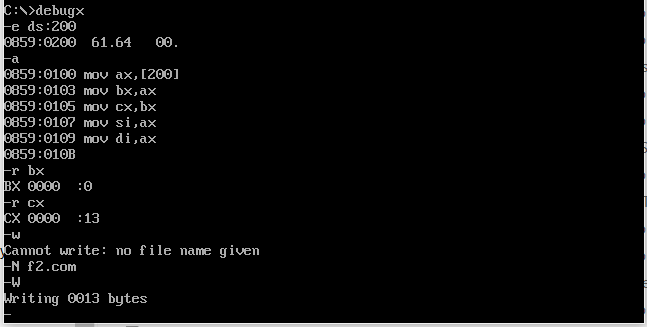 C:\>debugx
-e ds:200
0859:0200  61.64   00.
-a
0859:0100 mov ax,[200]
0859:0103 mov bx,ax
0859:0105 mov cx,bx
0859:0107 mov si,ax
0859:0109 mov di,ax
0859:010B
-r bx
BX 0000  :0
-r cx
CX 0000  :13
-w
Cannot write: no file name given
-N f2.com
-W
Writing 0013 bytes
-